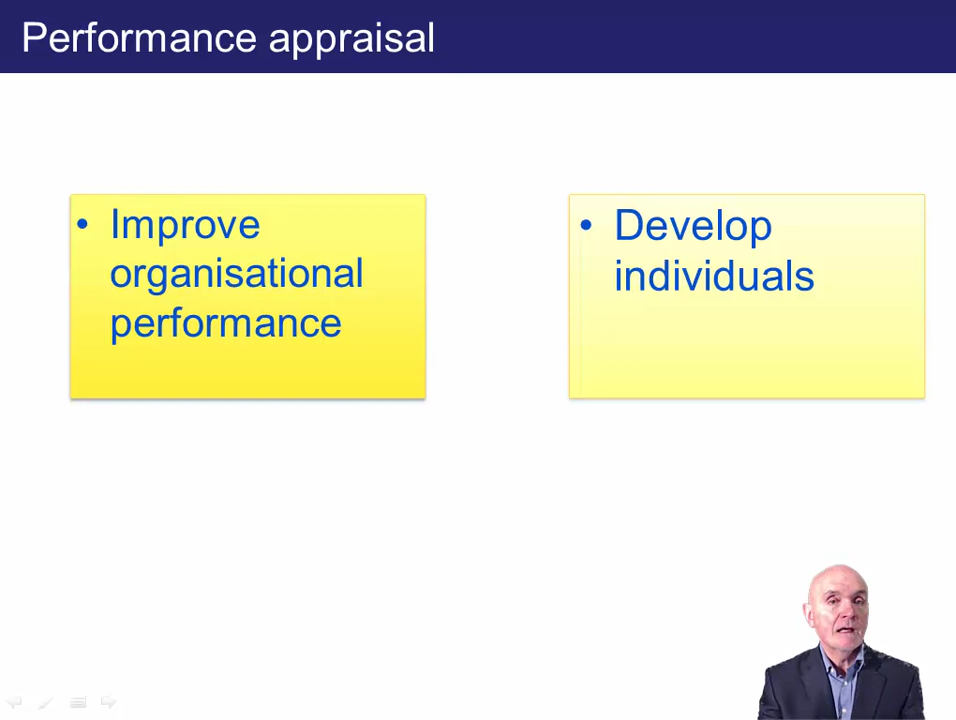 Performance appraisal
• Improve
organisational
performance
• Develop
individuals